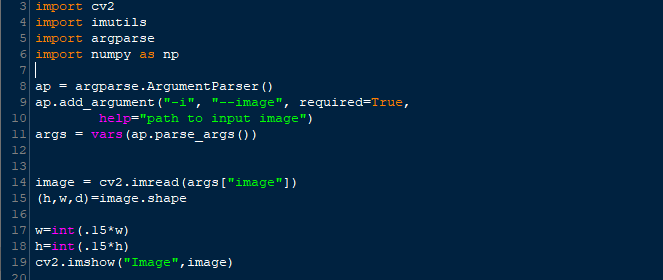 3 import cv2
4 import imutils
5 import argparse
6 import numpy as np
7
8 ap = argparse.ArgumentParser()
9 ap.add_argument("-i", "--image", required=True,
10         help="path to input image")
11 args = vars(ap.parse_args())
12
13
14 image = cv2.imread(args["image"])
15 (h,w,d)=image.shape
16
17 w=int(.15*w)
18 h=int(.15*h)
19 cv2.imshow("Image",image)
20